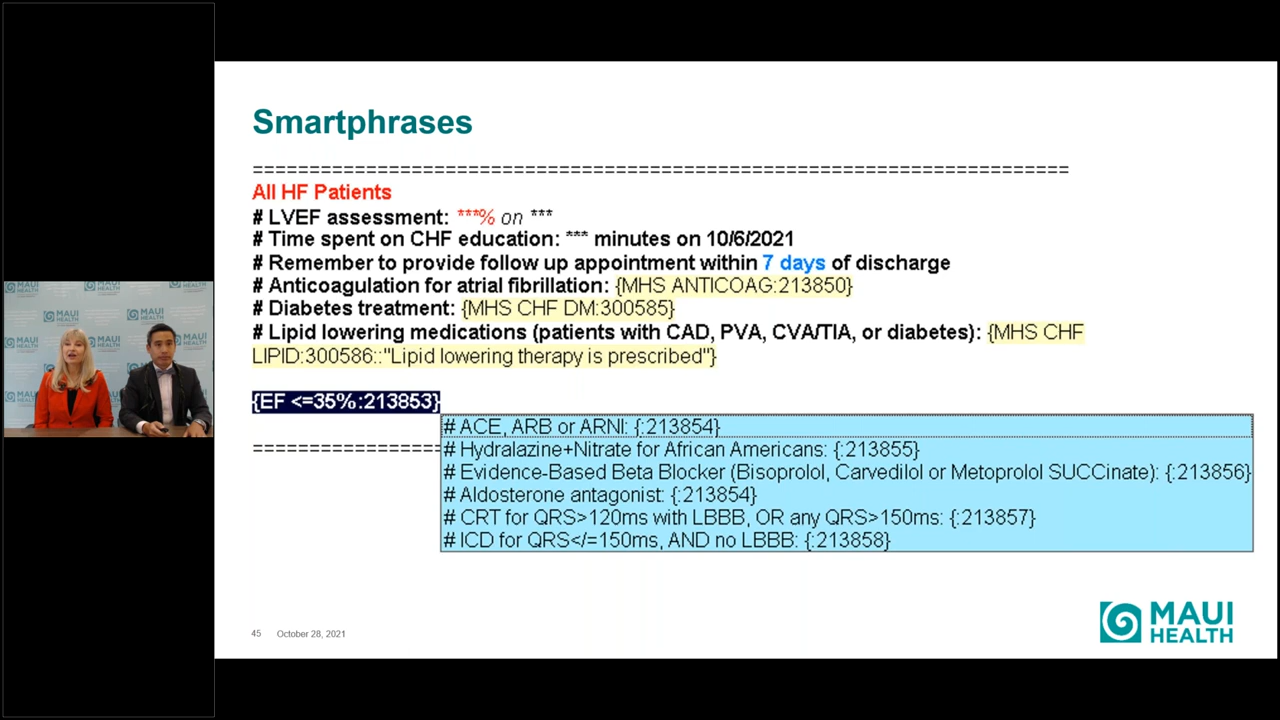 Smartphrases
========================================================================
All HF Patients
# LVEF assessment: ***% on ***
# Time spent on CHF education: *** minutes on 10/6/2021
# Remember to provide follow up appointment within 7 days of discharge
# Anticoagulation for atrial fibrillation: {MHS ANTICOAG:213850}
# Diabetes treatment: {MHS CHF DM:300585}
# Lipid lowering medications (patients with CAD, PVA, CVA/TIA, or diabetes): {MHS CHF
LIPID:300586::"Lipid lowering therapy is prescribed"}
{EF <=35%:213853}
# ACE, ARB or ARNI: {:213854}
# Hydralazine+Nitrate for African Americans: {:213855}
================
# Evidence-Based Beta Blocker (Bisoprolol, Carvedilol or Metoprolol SUCCinate): {:213856}
# Aldosterone antagonist: {:213854}
# CRT for QRS>120ms with LBBB, OR any QRS>150ms: {:213857}
# ICD for QRS</=150ms, AND no LBBB: {:213858}
45 October 28, 2021
MAUI
HEALTH